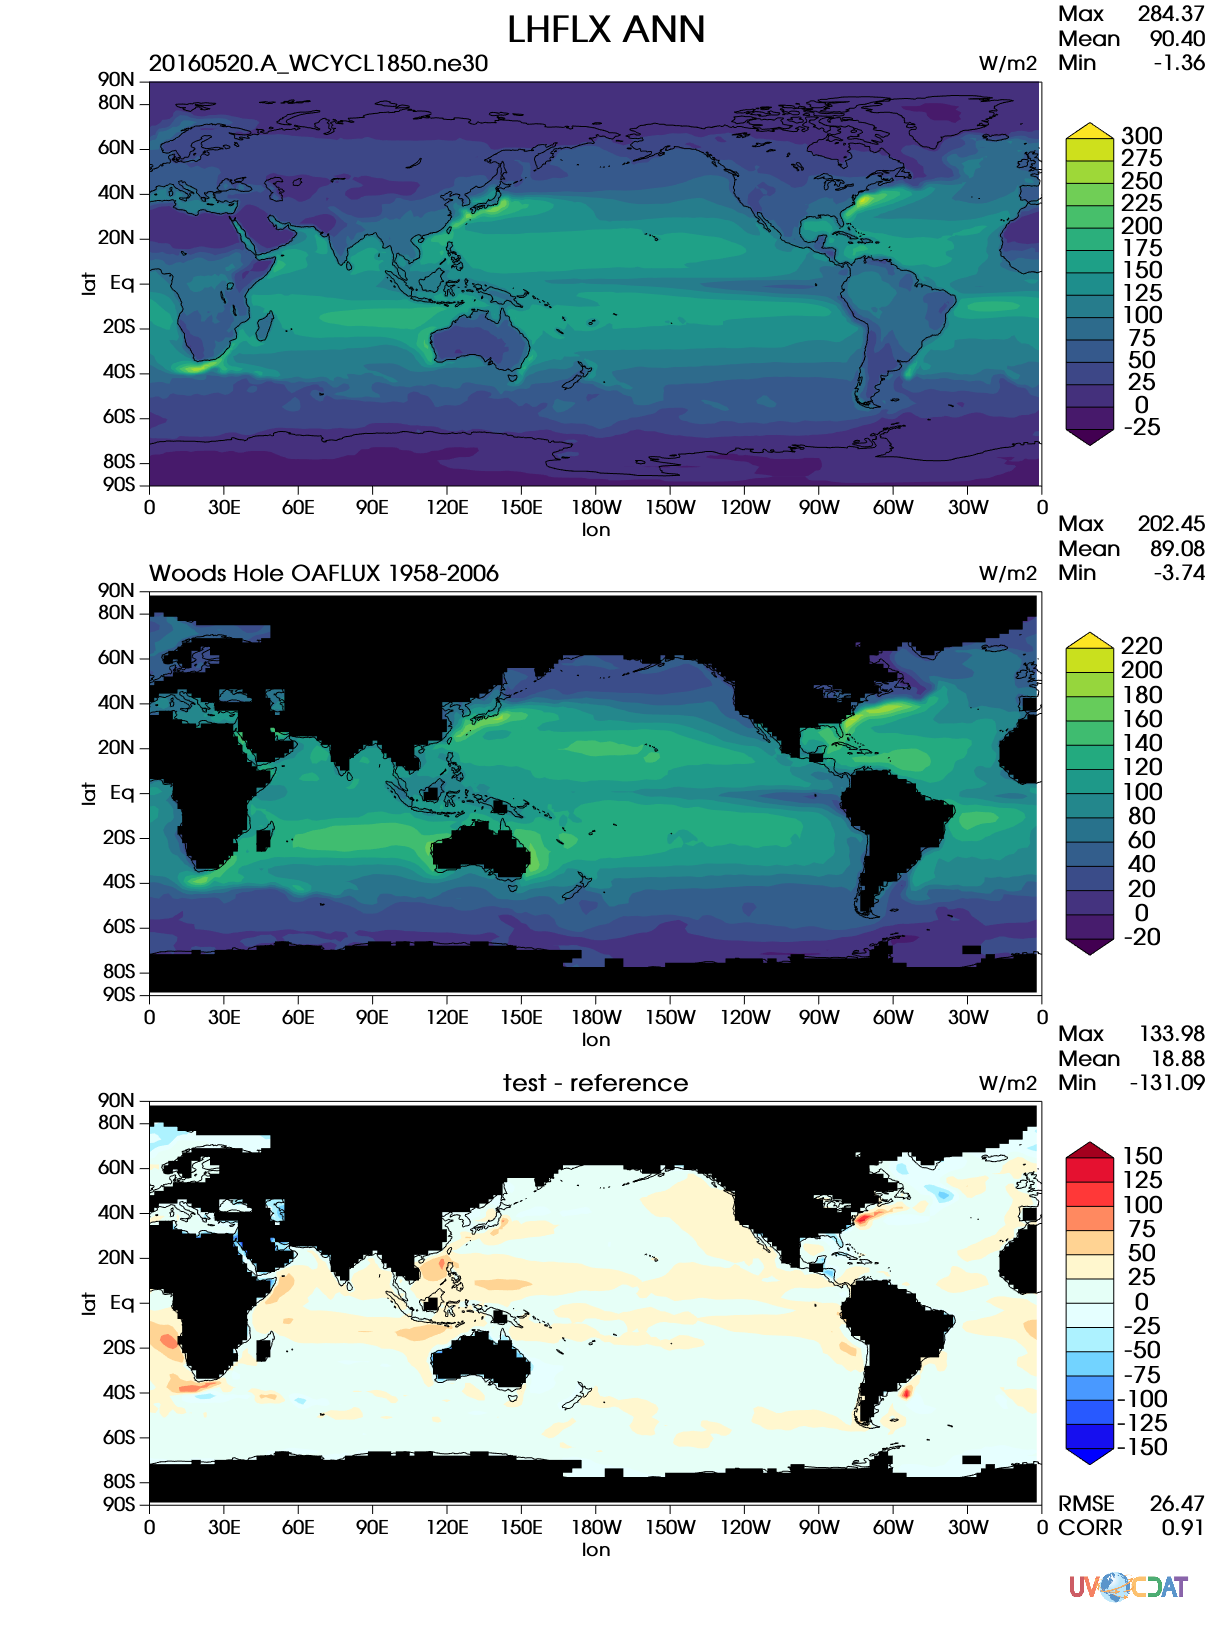 LHFLX ANN
Max 284.37
Mean 90.40
Min -1.36
20160520.A_WCYCL1850.ne30 W/m2
90N
80N
60N
40N
20N
Eq
20S
40S
60S
80S
90S
lat
0 30E 60E 90E 120E 150E 180W 150W 120W 90W 60W 30W 0
lon
300
275
250
225
200
175
150
125
100
75
50
25
0
-25
Max 202.45
Mean 89.08
Min -3.74
Woods Hole OAFLUX 1958-2006 W/m2
90N
80N
60N
40N
20N
Eq
20S
40S
60S
80S
90S
lat
0 30E 60E 90E 120E 150E 180W 150W 120W 90W 60W 30W 0
lon
220
200
180
160
140
120
100
80
60
40
20
0
-20
Max 133.98
Mean 18.88
Min -131.09
test - reference W/m2
90N
80N
60N
40N
20N
Eq
20S
40S
60S
80S
90S
lat
0 30E 60E 90E 120E 150E 180W 150W 120W 90W 60W 30W 0
lon
150
125
100
75
50
25
0
-25
-50
-75
-100
-125
-150
RMSE 26.47
CORR 0.91
UV CDAT